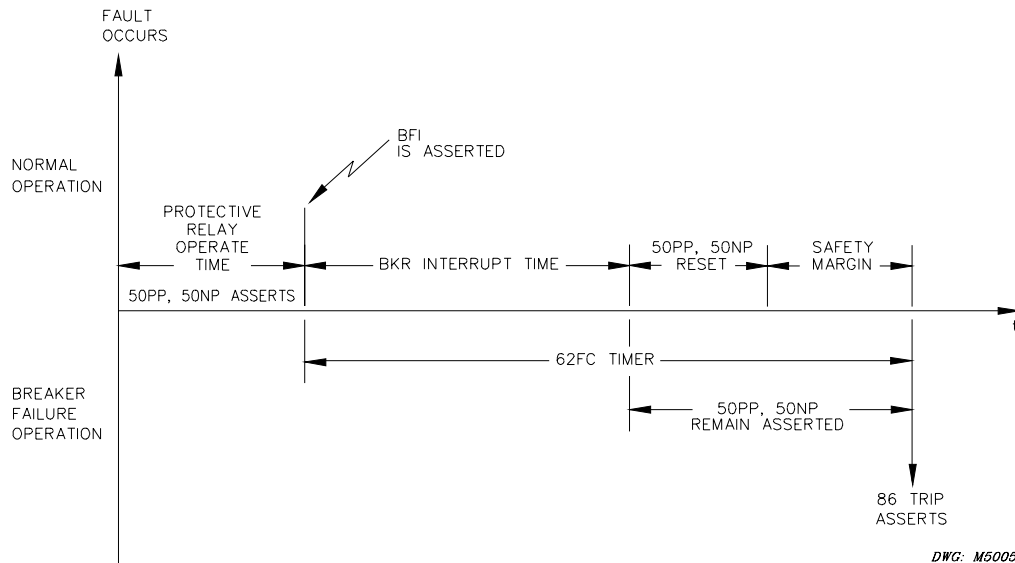 FAULT
OCCURS
BFI
IS ASSERTED
NORMAL
OPERATION
PROTECTIVE
RELAY
OPERATE
TIME
BKR INTERRUPT TIME
50PP, 50NP
RESET
SAFETY
MARGIN
50PP, 50NP ASSERTS
t
62FC TIMER
BREAKER
FAILURE
OPERATION
50PP, 50NP
REMAIN ASSERTED
86 TRIP
ASSERTS
DWG: M5005